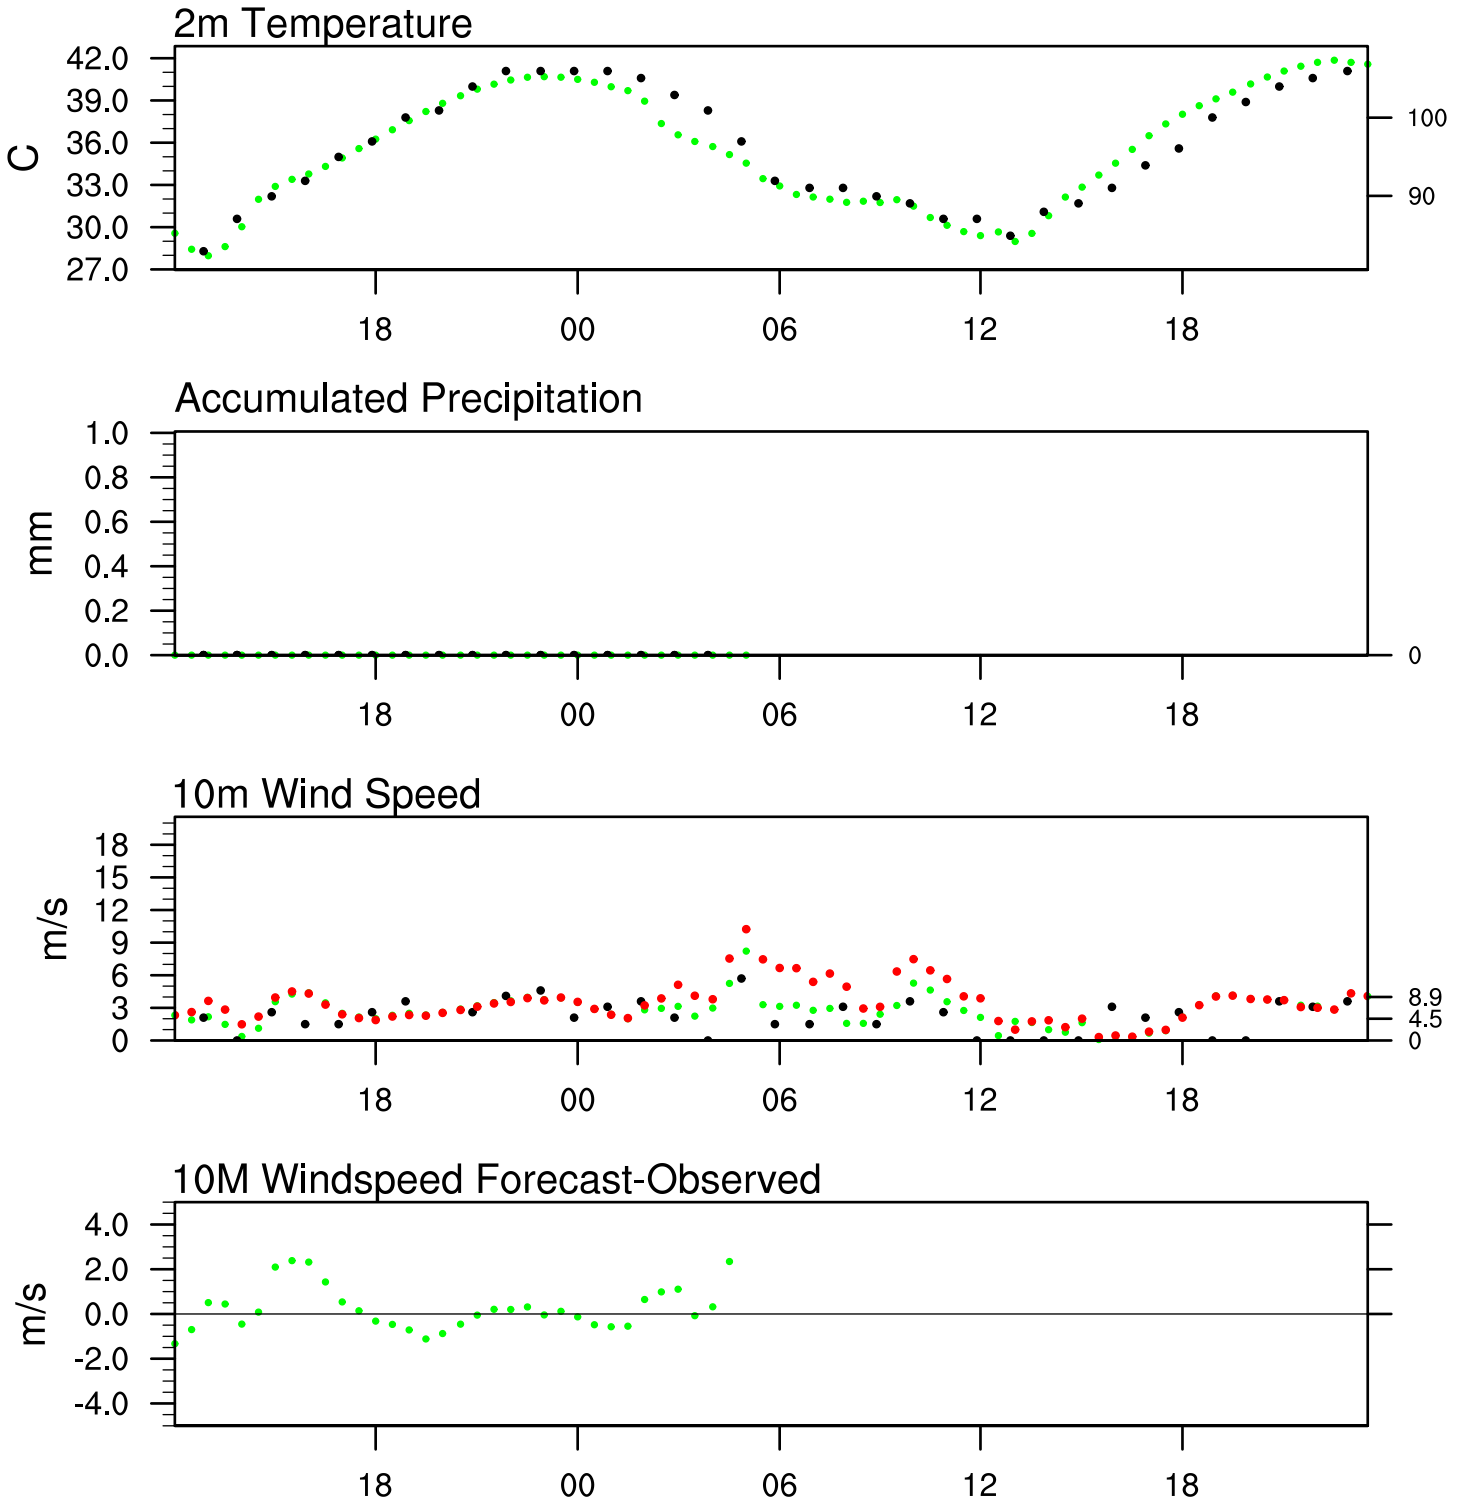 2m Temperature
42.0
39.0
36.0
33.0
30.0
27.0
C
100
90
18 00 06 12 18
Accumulated Precipitation
1.0
0.8
0.6
0.4
0.2
0.0
mm
0
18 00 06 12 18
10m Wind Speed
18
15
12
9
6
3
0
m/s
8.9
4.5
0
18 00 06 12 18
10M Windspeed Forecast-Observed
4.0
2.0
0.0
-2.0
-4.0
m/s
18 00 06 12 18